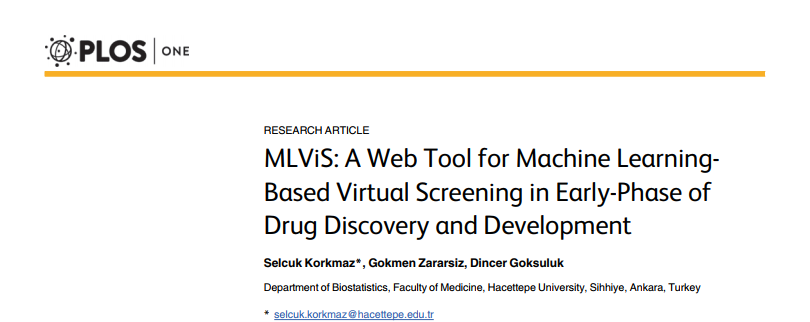 PLOS | ONE
RESEARCH ARTICLE
MLViS: A Web Tool for Machine Learning-
Based Virtual Screening in Early-Phase of
Drug Discovery and Development
Selcuk Korkmaz*, Gokmen Zararsiz, Dincer Goksuluk
Department of Biostatistics, Faculty of Medicine, Hacettepe University, Sihhiye, Ankara, Turkey
* selcuk.korkmaz@hacettepe.edu.tr